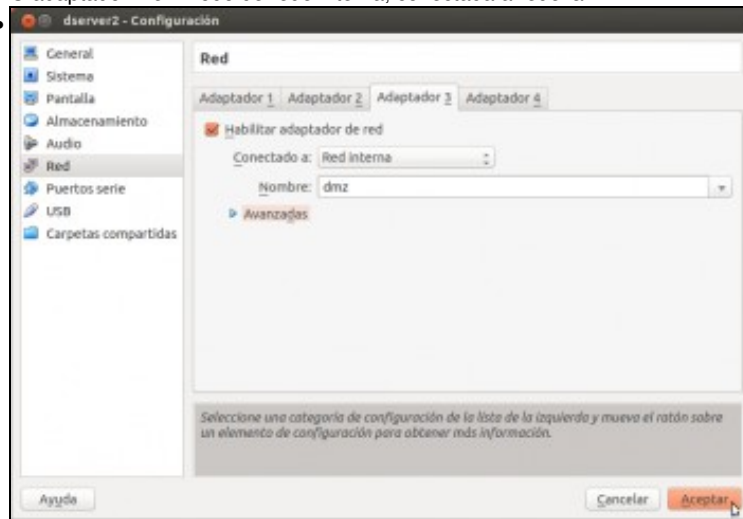 dserver2 - Configuración
General
Sistema
Pantalla
Almacenamiento
Audio
Red
Puertos serie
USB
Carpetas compartidas
Red
Adaptador 1 Adaptador 2 Adaptador 3 Adaptador 4
Habilitar adaptador de red
Conectado a: Red interna
Nombre: dmz
Avanzadas
Seleccione una categoría de configuración de la lista de la izquierda y mueva el ratón sobre
un elemento de configuración para obtener más información.
Ayuda Cancelar Aceptar